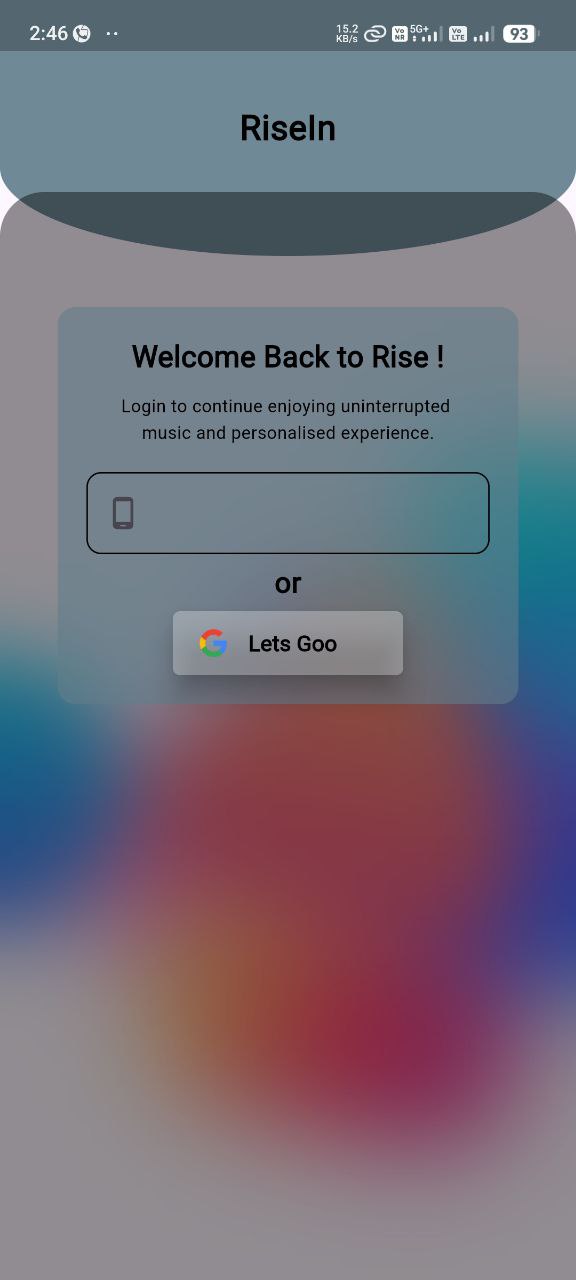 2:46
15.2
KB/s
Vo
NR
5G+
Vo
LTE
93
RiseIn
Welcome Back to Rise !
Login to continue enjoying uninterrupted
music and personalised experience.
or
Lets Goo